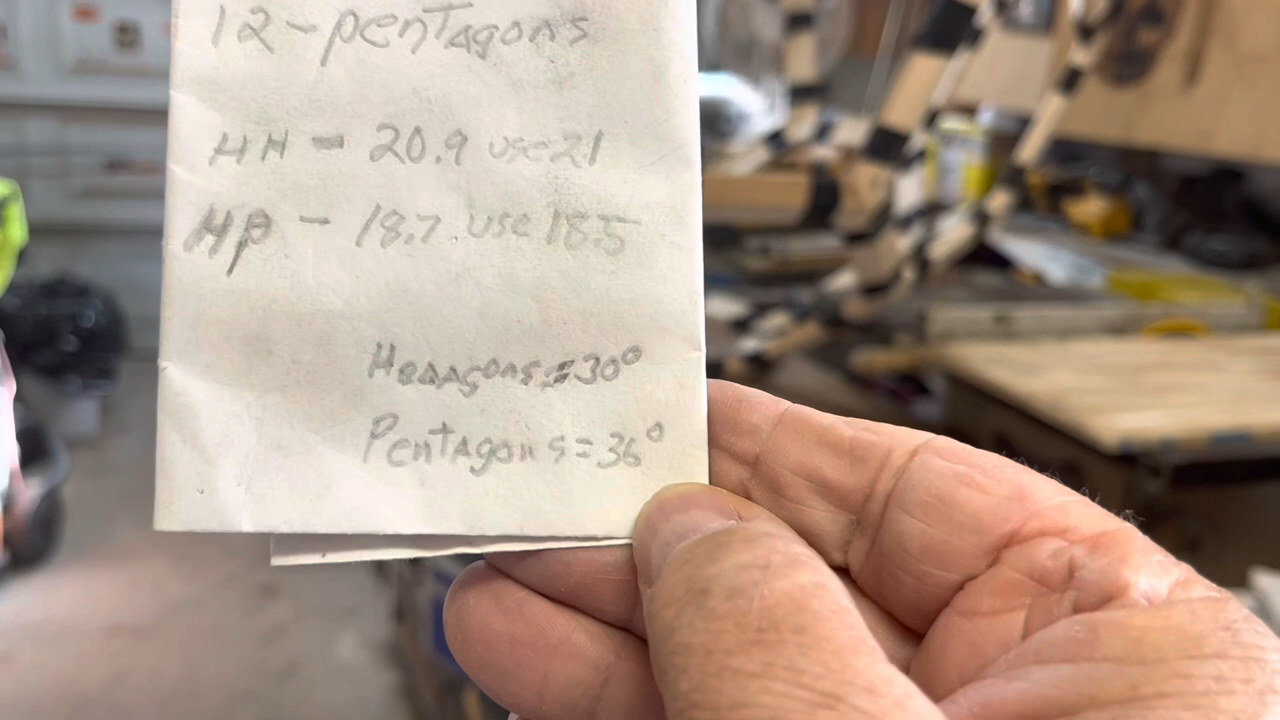 12-pentagons
HH - 20.9 use 21
HP - 18.7 use 18.5
Hexagons = 30°
Pentagons = 36°